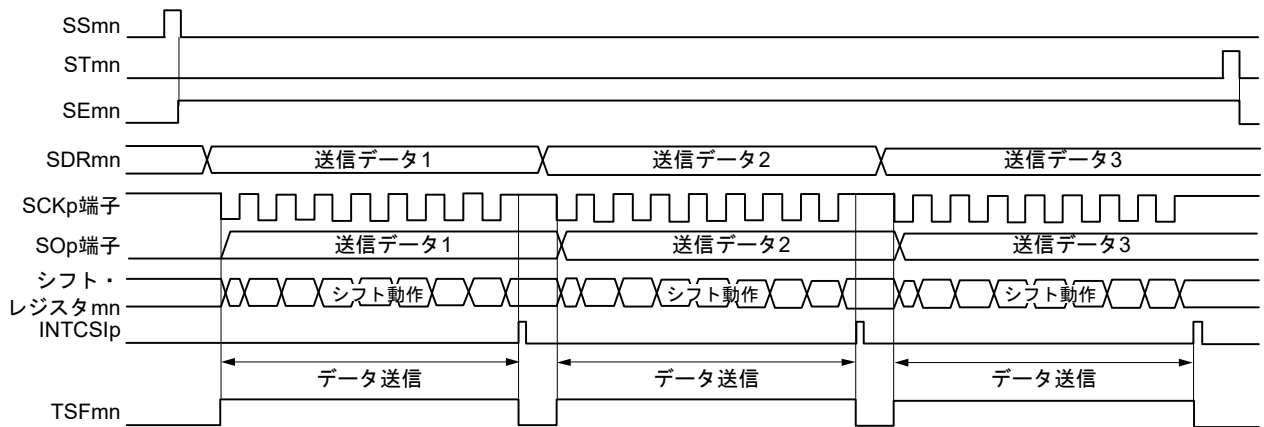 SSmn
STmn
SEmn
SDRmn 送信データ1 送信データ2 送信データ3
SCKp端子
SOp端子 送信データ1 送信データ2 送信データ3
シフト・
レジスタmn シフト動作 シフト動作 シフト動作
INTCSIp
データ送信 データ送信 データ送信
TSFmn